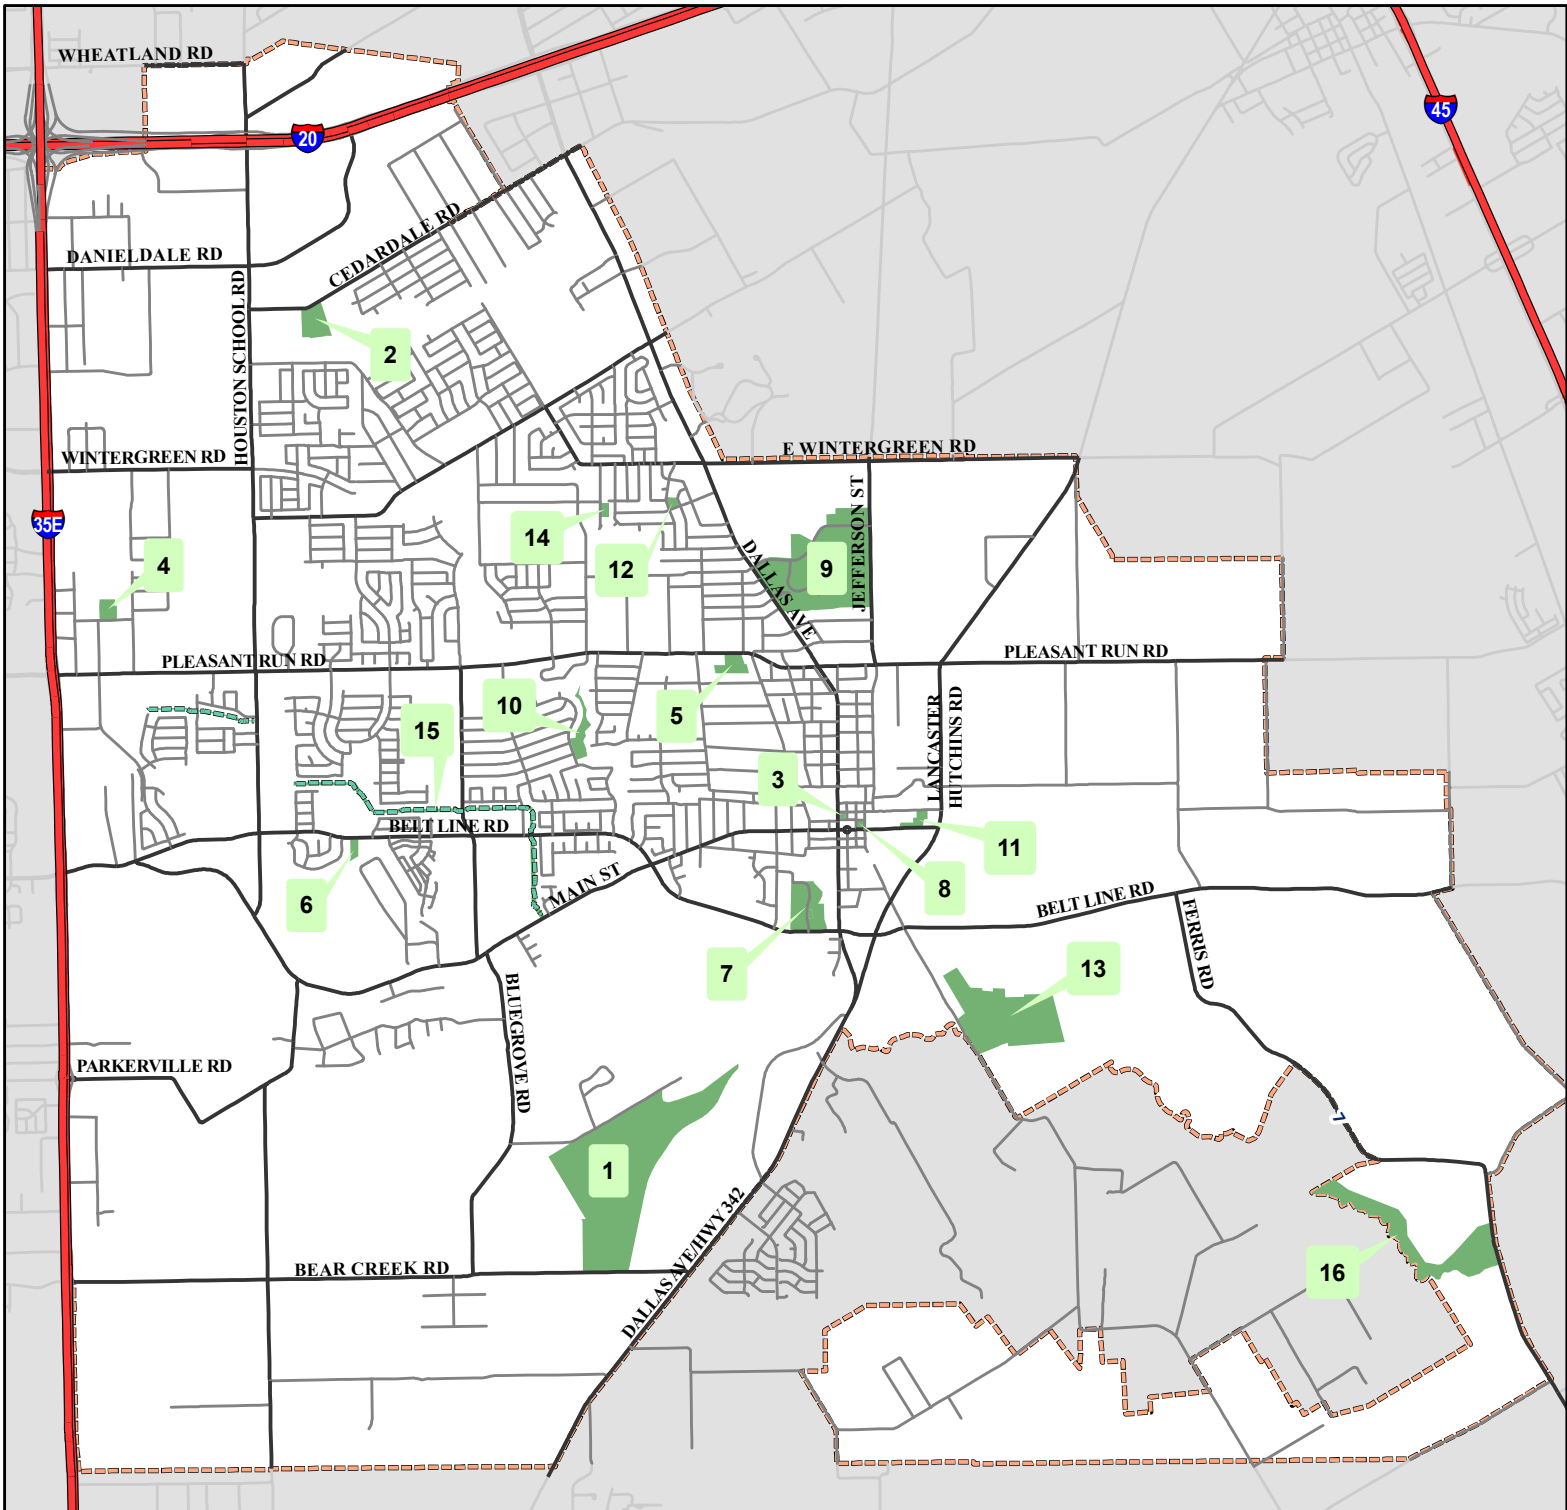 WHEATLAND RD
45
20
CEDARDALE RD
DANIELDALE RD
HOUSTON SCHOOL RD
2
E WINTERGREEN RD
WINTERGREEN RD
JEFFERSON ST
35E
14
12
4
9
DALLAS AVE
PLEASANT RUN RD
PLEASANT RUN RD
10
5
15
LANCASTER
HUTCHINS RD
3
BELT LINE RD
11
MAIN ST
8
6
BELT LINE RD
FERRIS RD
7
13
BLUEGROVE RD
PARKERVILLE RD
7
1
DALLAS AVE/HWY 342
BEAR CREEK RD
16